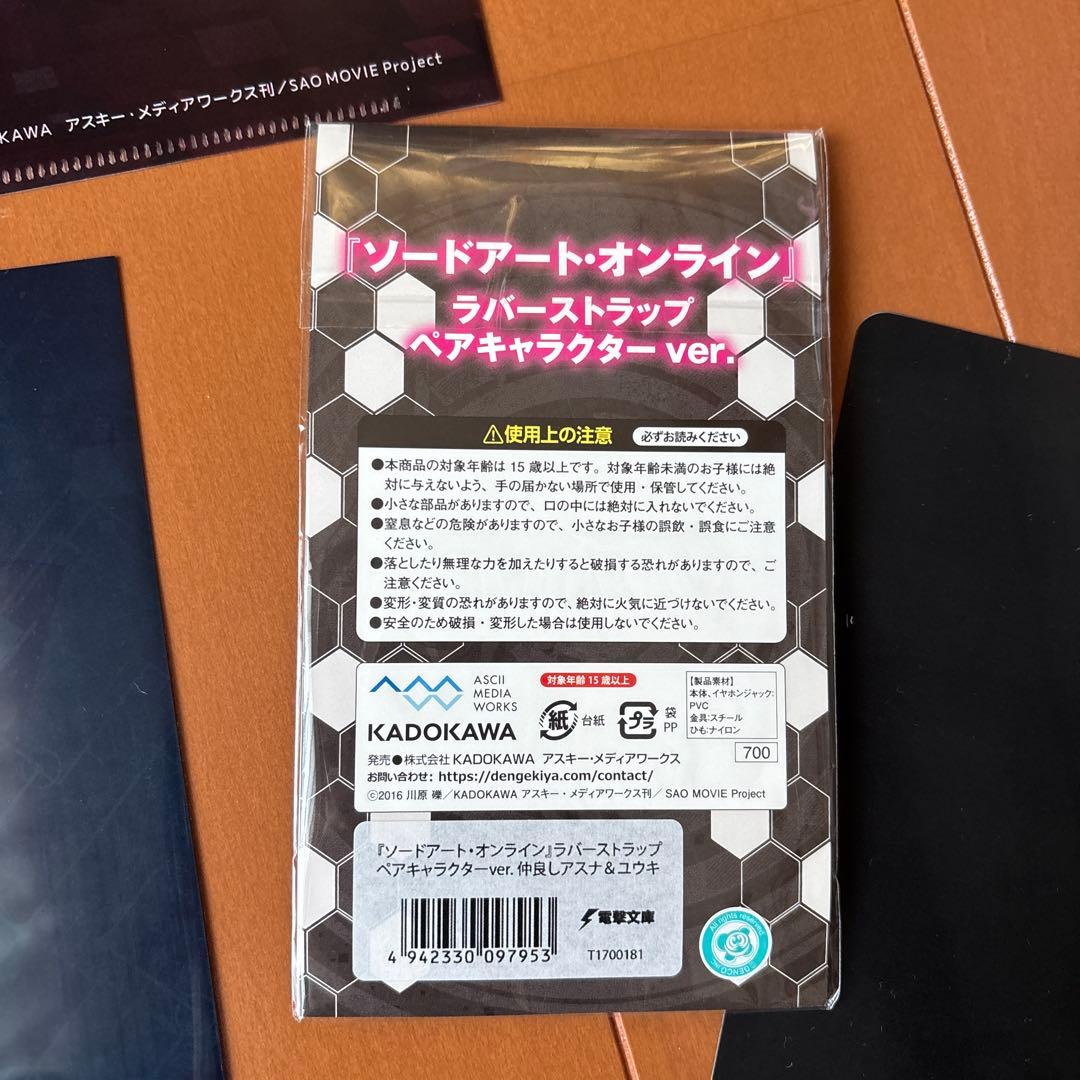 KAWA アスキー・メディアワークス刊/SAO MOVIE Project
『ソードアート・オンライン』
ラバーストラップ
ペアキャラクター ver.
⚠使用上の注意 必ずお読みください
●本商品の対象年齢は15歳以上です。対象年齢未満のお子様には絶
対に与えないよう、手の届かない場所で使用・保管してください。
●小さな部品がありますので、口の中には絶対に入れないでください。
●窒息などの危険がありますので、小さなお子様の誤飲・誤食にご注意
ください。
●落としたり無理な力を加えたりすると破損する恐れがありますので、ご
注意ください。
●変形・変質の恐れがありますので、絶対に火気に近づけないでください。
●安全のため破損・変形した場合は使用しないでください。
ASCII
MEDIA
WORKS
KADOKAWA
対象年齢15歳以上
紙 台紙
プラ 袋
PP
【製品素材】
本体、イヤホンジャック:
PVC
金具:スチール
ひも:ナイロン
700
発売●株式会社KADOKAWA アスキー・メディアワークス
お問い合わせ: https://dengekiya.com/contact/
©2016 川原 礫/KADOKAWA アスキー・メディアワークス刊/ SAO MOVIE Project
『ソードアート・オンライン』ラバーストラップ
ペアキャラクターver. 仲良しアスナ&ユウキ
電撃文庫
4 942330 097953
T1700181
All rights reserved
©GENCO,INC